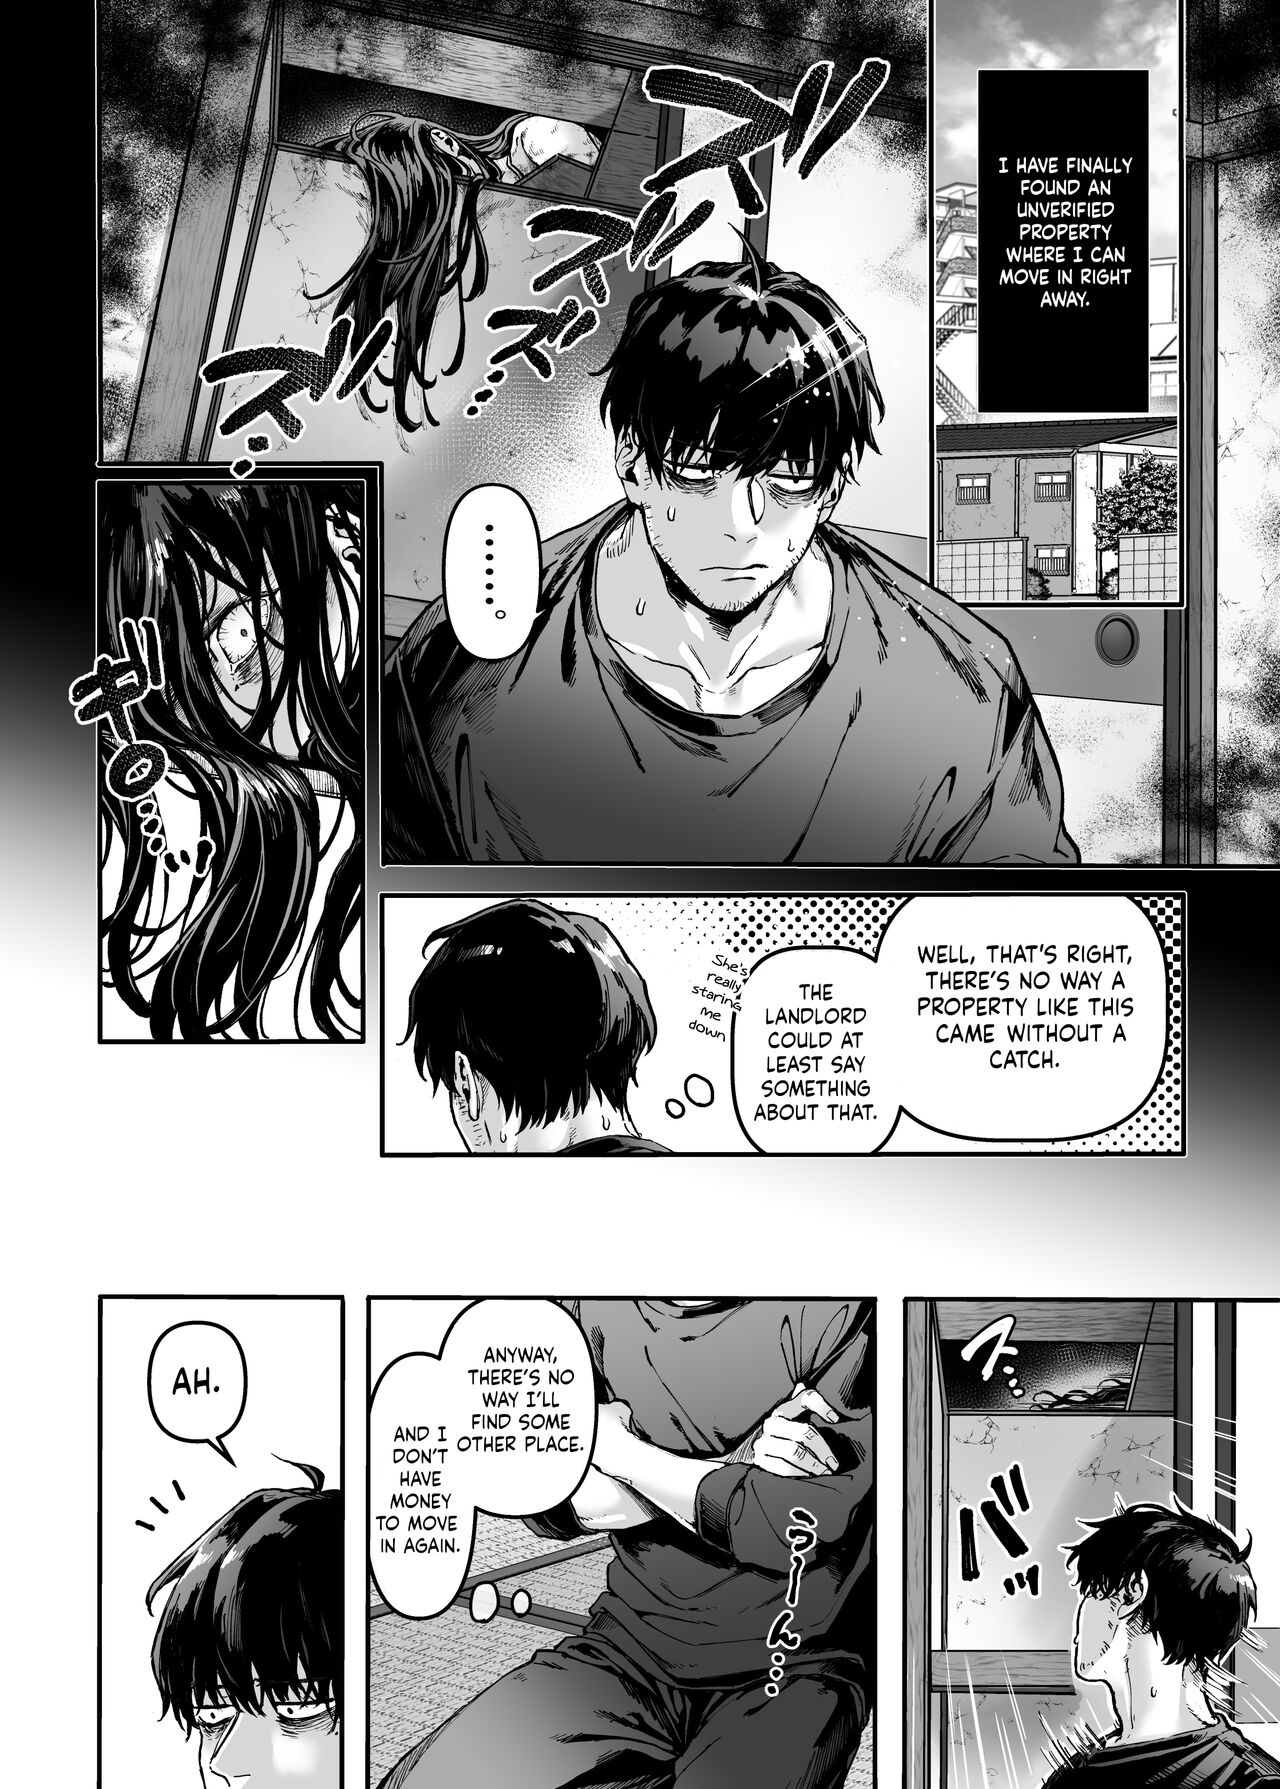 I HAVE FINALLY
FOUND AN
UNVERIFIED
PROPERTY
WHERE I CAN
MOVE IN RIGHT
AWAY.
ズズズズ…
・・・・・・・。
ギロ…ッ
WELL, THAT'S RIGHT,
THERE'S NO WAY A
PROPERTY LIKE THIS
CAME WITHOUT A
CATCH.
THE
LANDLORD
COULD AT
LEAST SAY
SOMETHING
ABOUT THAT.
She's
really
staring
me
down
ス…
バッ
ANYWAY,
THERE'S NO
WAY I'LL
FIND SOME
OTHER PLACE.
AND I
DON'T
HAVE
MONEY
TO MOVE
IN AGAIN.
うーん…
AH.